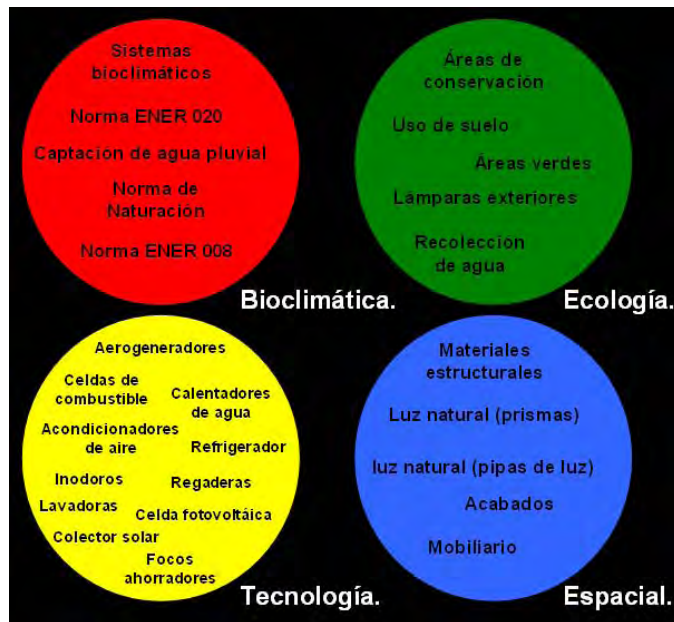 Sistemas
bioclimáticos
Norma ENER 020
Captación de agua pluvial
Norma de
Naturación
Norma ENER 008
Bioclimática.
Áreas de
conservación
Uso de suelo
Áreas verdes
Lámparas exteriores
Recolección
de agua
Ecología.
Aerogeneradores
Celdas de
combustible
Calentadores
de agua
Acondicionadores
de aire
Refrigerador
Inodoros
Regaderas
Lavadoras
Celda fotovoltáica
Colector solar
Focos
ahorradores
Tecnología.
Materiales
estructurales
Luz natural (prismas)
luz natural (pipas de luz)
Acabados
Mobiliario
Espacial.